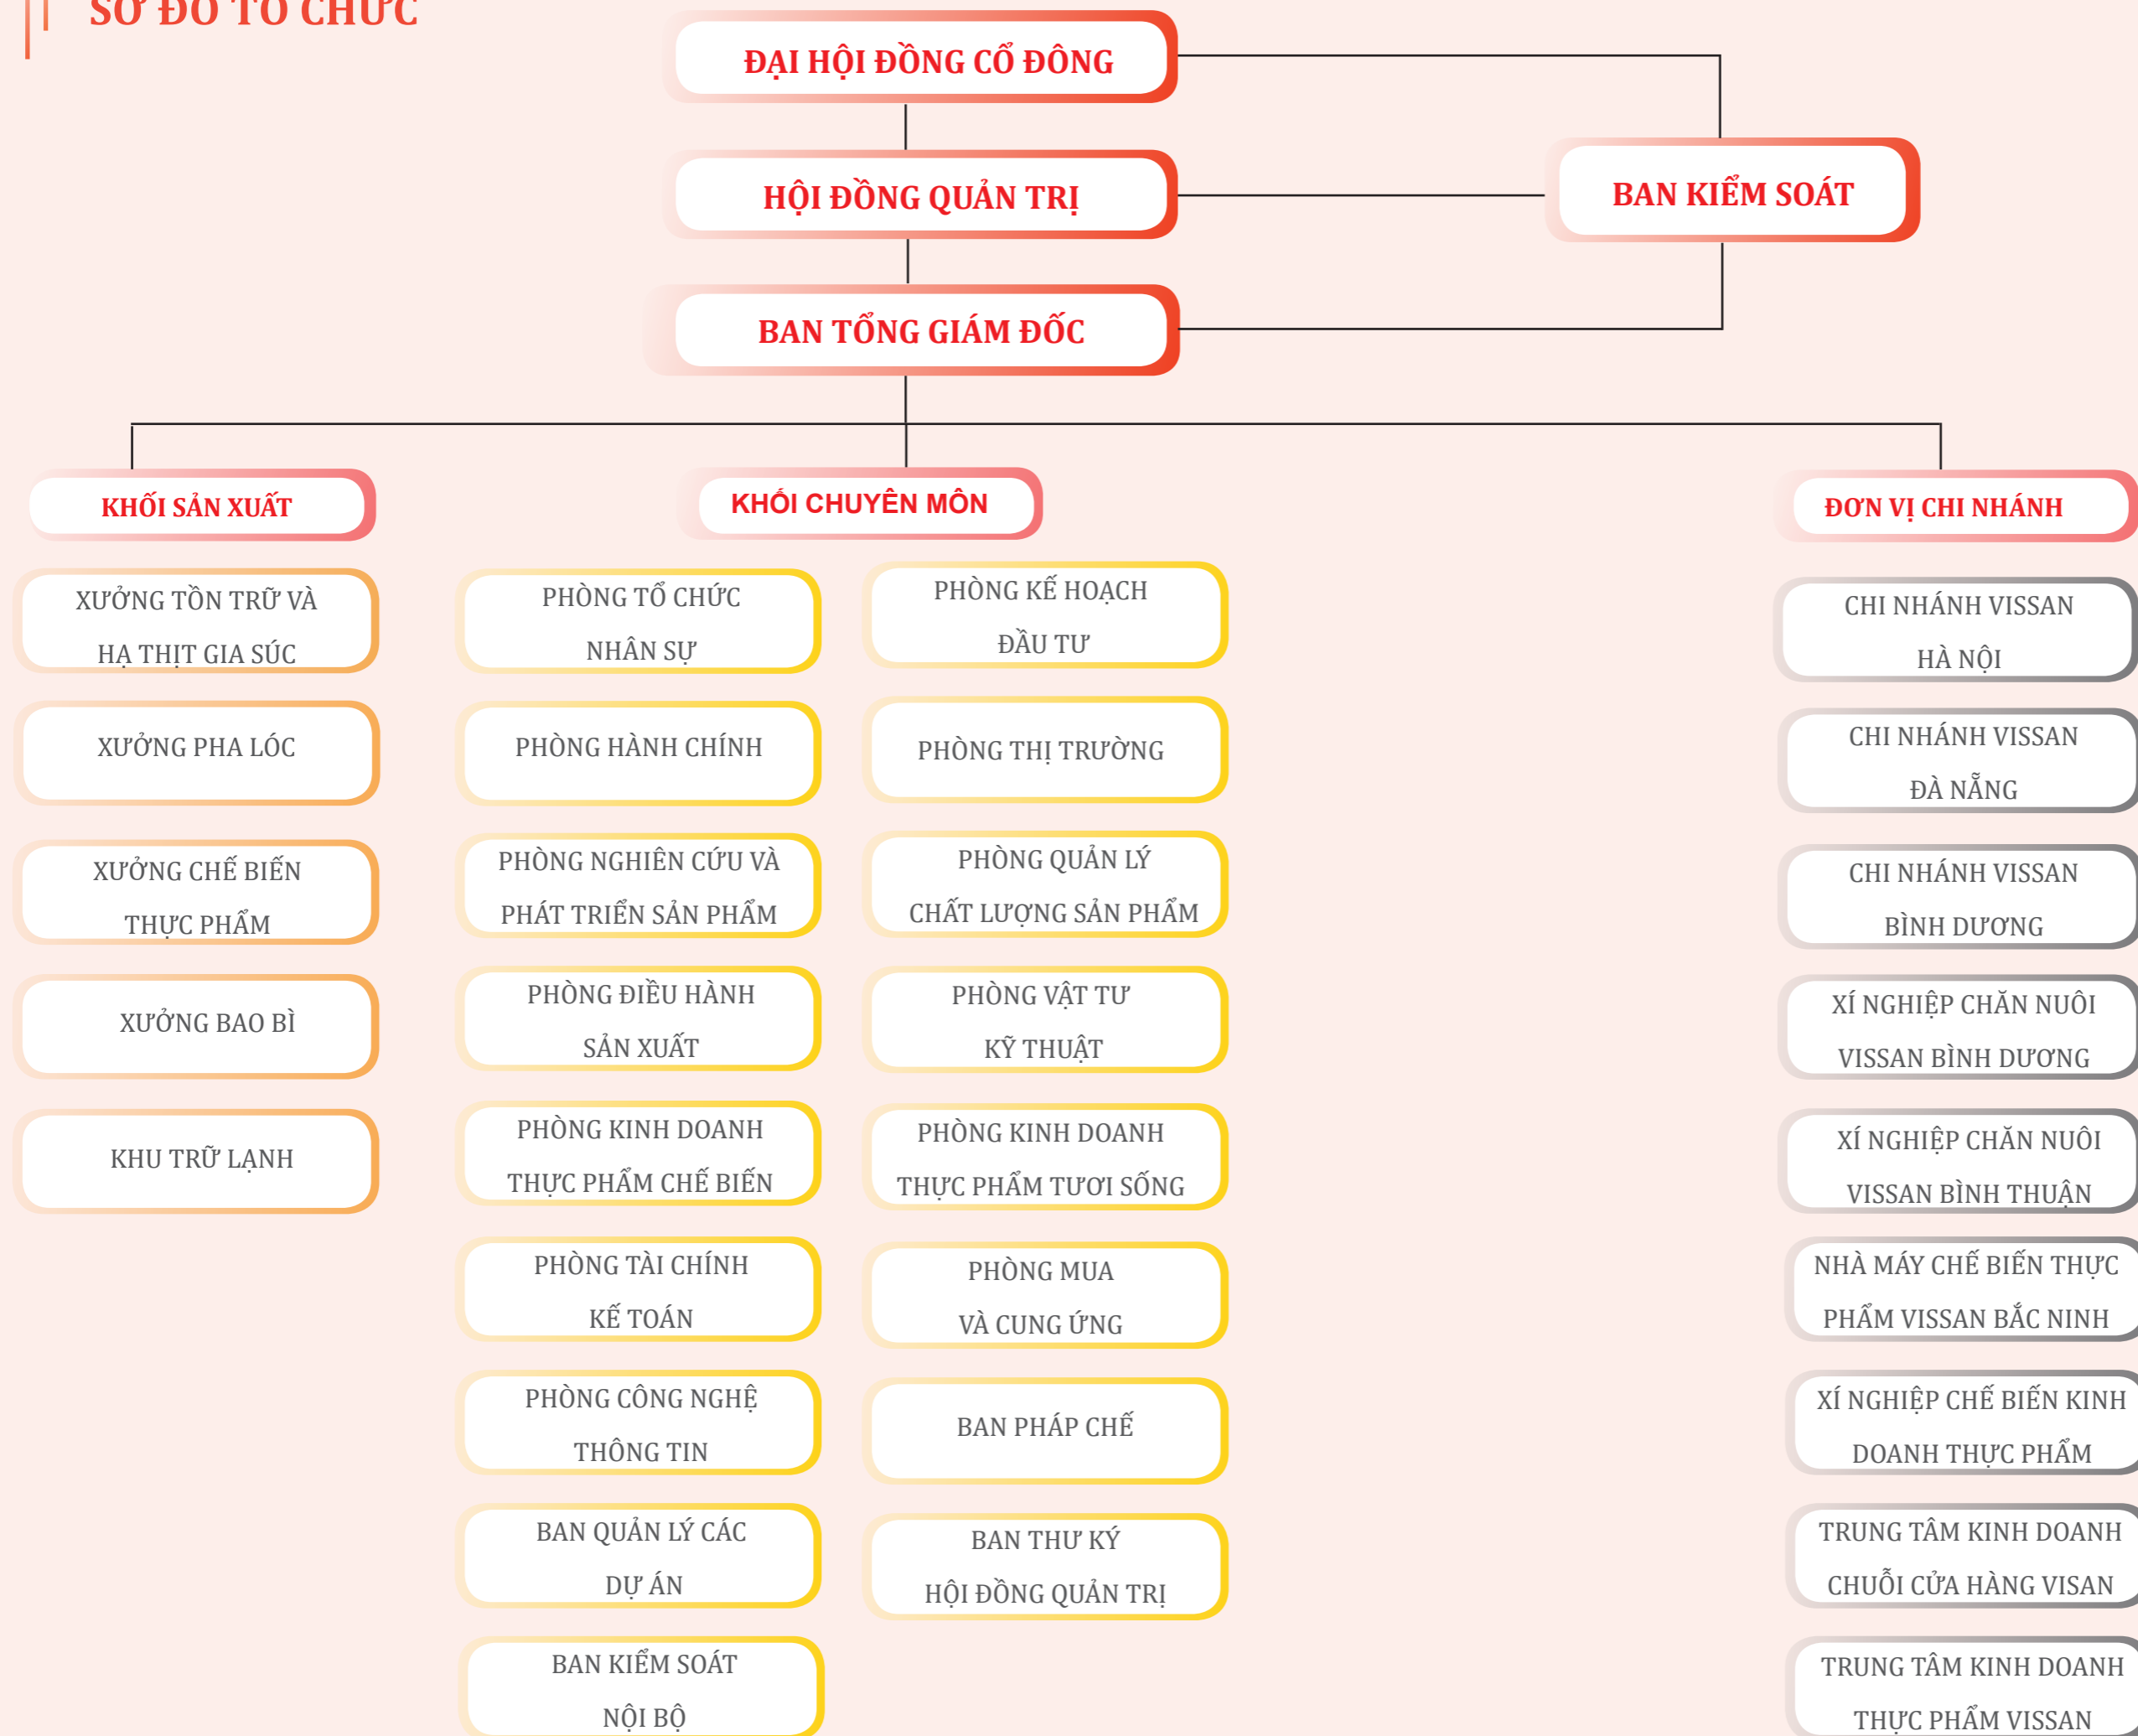 SƠ ĐỒ TỔ CHỨC
ĐẠI HỘI ĐỒNG CỔ ĐÔNG
HỘI ĐỒNG QUẢN TRỊ
BAN KIỂM SOÁT
BAN TỔNG GIÁM ĐỐC
KHỐI SẢN XUẤT
XƯỞNG TỒN TRỮ VÀ
HẠ THỊT GIA SÚC
XƯỞNG PHA LÓC
XƯỞNG CHẾ BIẾN
THỰC PHẨM
XƯỞNG BAO BÌ
KHU TRỮ LẠNH
KHỐI CHUYÊN MÔN
PHÒNG TỔ CHỨC
NHÂN SỰ
PHÒNG HÀNH CHÍNH
PHÒNG NGHIÊN CỨU VÀ
PHÁT TRIỂN SẢN PHẨM
PHÒNG ĐIỀU HÀNH
SẢN XUẤT
PHÒNG KINH DOANH
THỰC PHẨM CHẾ BIẾN
PHÒNG TÀI CHÍNH
KẾ TOÁN
PHÒNG CÔNG NGHỆ
THÔNG TIN
BAN QUẢN LÝ CÁC
DỰ ÁN
BAN KIỂM SOÁT
NỘI BỘ
PHÒNG KẾ HOẠCH
ĐẦU TƯ
PHÒNG THỊ TRƯỜNG
PHÒNG QUẢN LÝ
CHẤT LƯỢNG SẢN PHẨM
PHÒNG VẬT TƯ
KỸ THUẬT
PHÒNG KINH DOANH
THỰC PHẨM TƯƠI SỐNG
PHÒNG MUA
VÀ CUNG ỨNG
BAN PHÁP CHẾ
BAN THƯ KÝ
HỘI ĐỒNG QUẢN TRỊ
ĐƠN VỊ CHI NHÁNH
CHI NHÁNH VISSAN
HÀ NỘI
CHI NHÁNH VISSAN
ĐÀ NẴNG
CHI NHÁNH VISSAN
BÌNH DƯƠNG
XÍ NGHIỆP CHĂN NUÔI
VISSAN BÌNH DƯƠNG
XÍ NGHIỆP CHĂN NUÔI
VISSAN BÌNH THUẬN
NHÀ MÁY CHẾ BIẾN THỰC
PHẨM VISSAN BẮC NINH
XÍ NGHIỆP CHẾ BIẾN KINH
DOANH THỰC PHẨM
TRUNG TÂM KINH DOANH
CHUỖI CỬA HÀNG VISAN
TRUNG TÂM KINH DOANH
THỰC PHẨM VISSAN